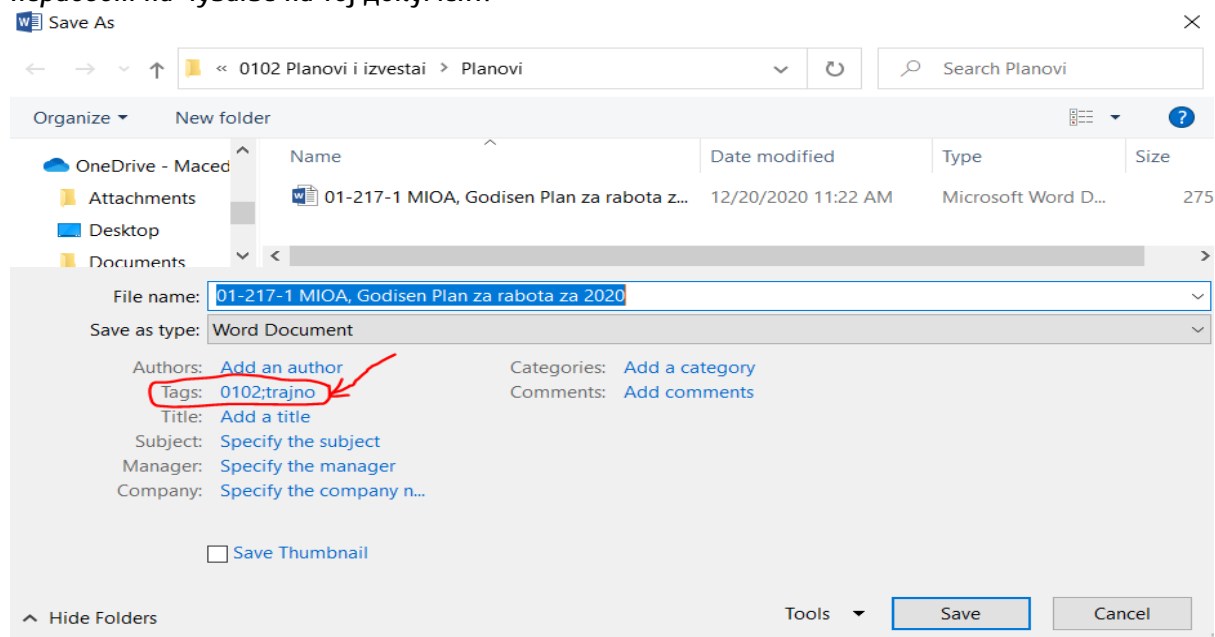 Save As
« 0102 Planovi i izvestai > Planovi
Search Planovi
Organize
New folder
Name Date modified Type Size
OneDrive - Maced
Attachments
01-217-1 MIOA, Godisen Plan za rabota z... 12/20/2020 11:22 AM Microsoft Word D... 275
Desktop
Documents
File name: 01-217-1 MIOA, Godisen Plan za rabota za 2020
Save as type: Word Document
Authors: Add an author Categories: Add a category
Tags: 0102;trajno Comments: Add comments
Title: Add a title
Subject: Specify the subject
Manager: Specify the manager
Company: Specify the company n...
Save Thumbnail
Hide Folders Tools Save Cancel